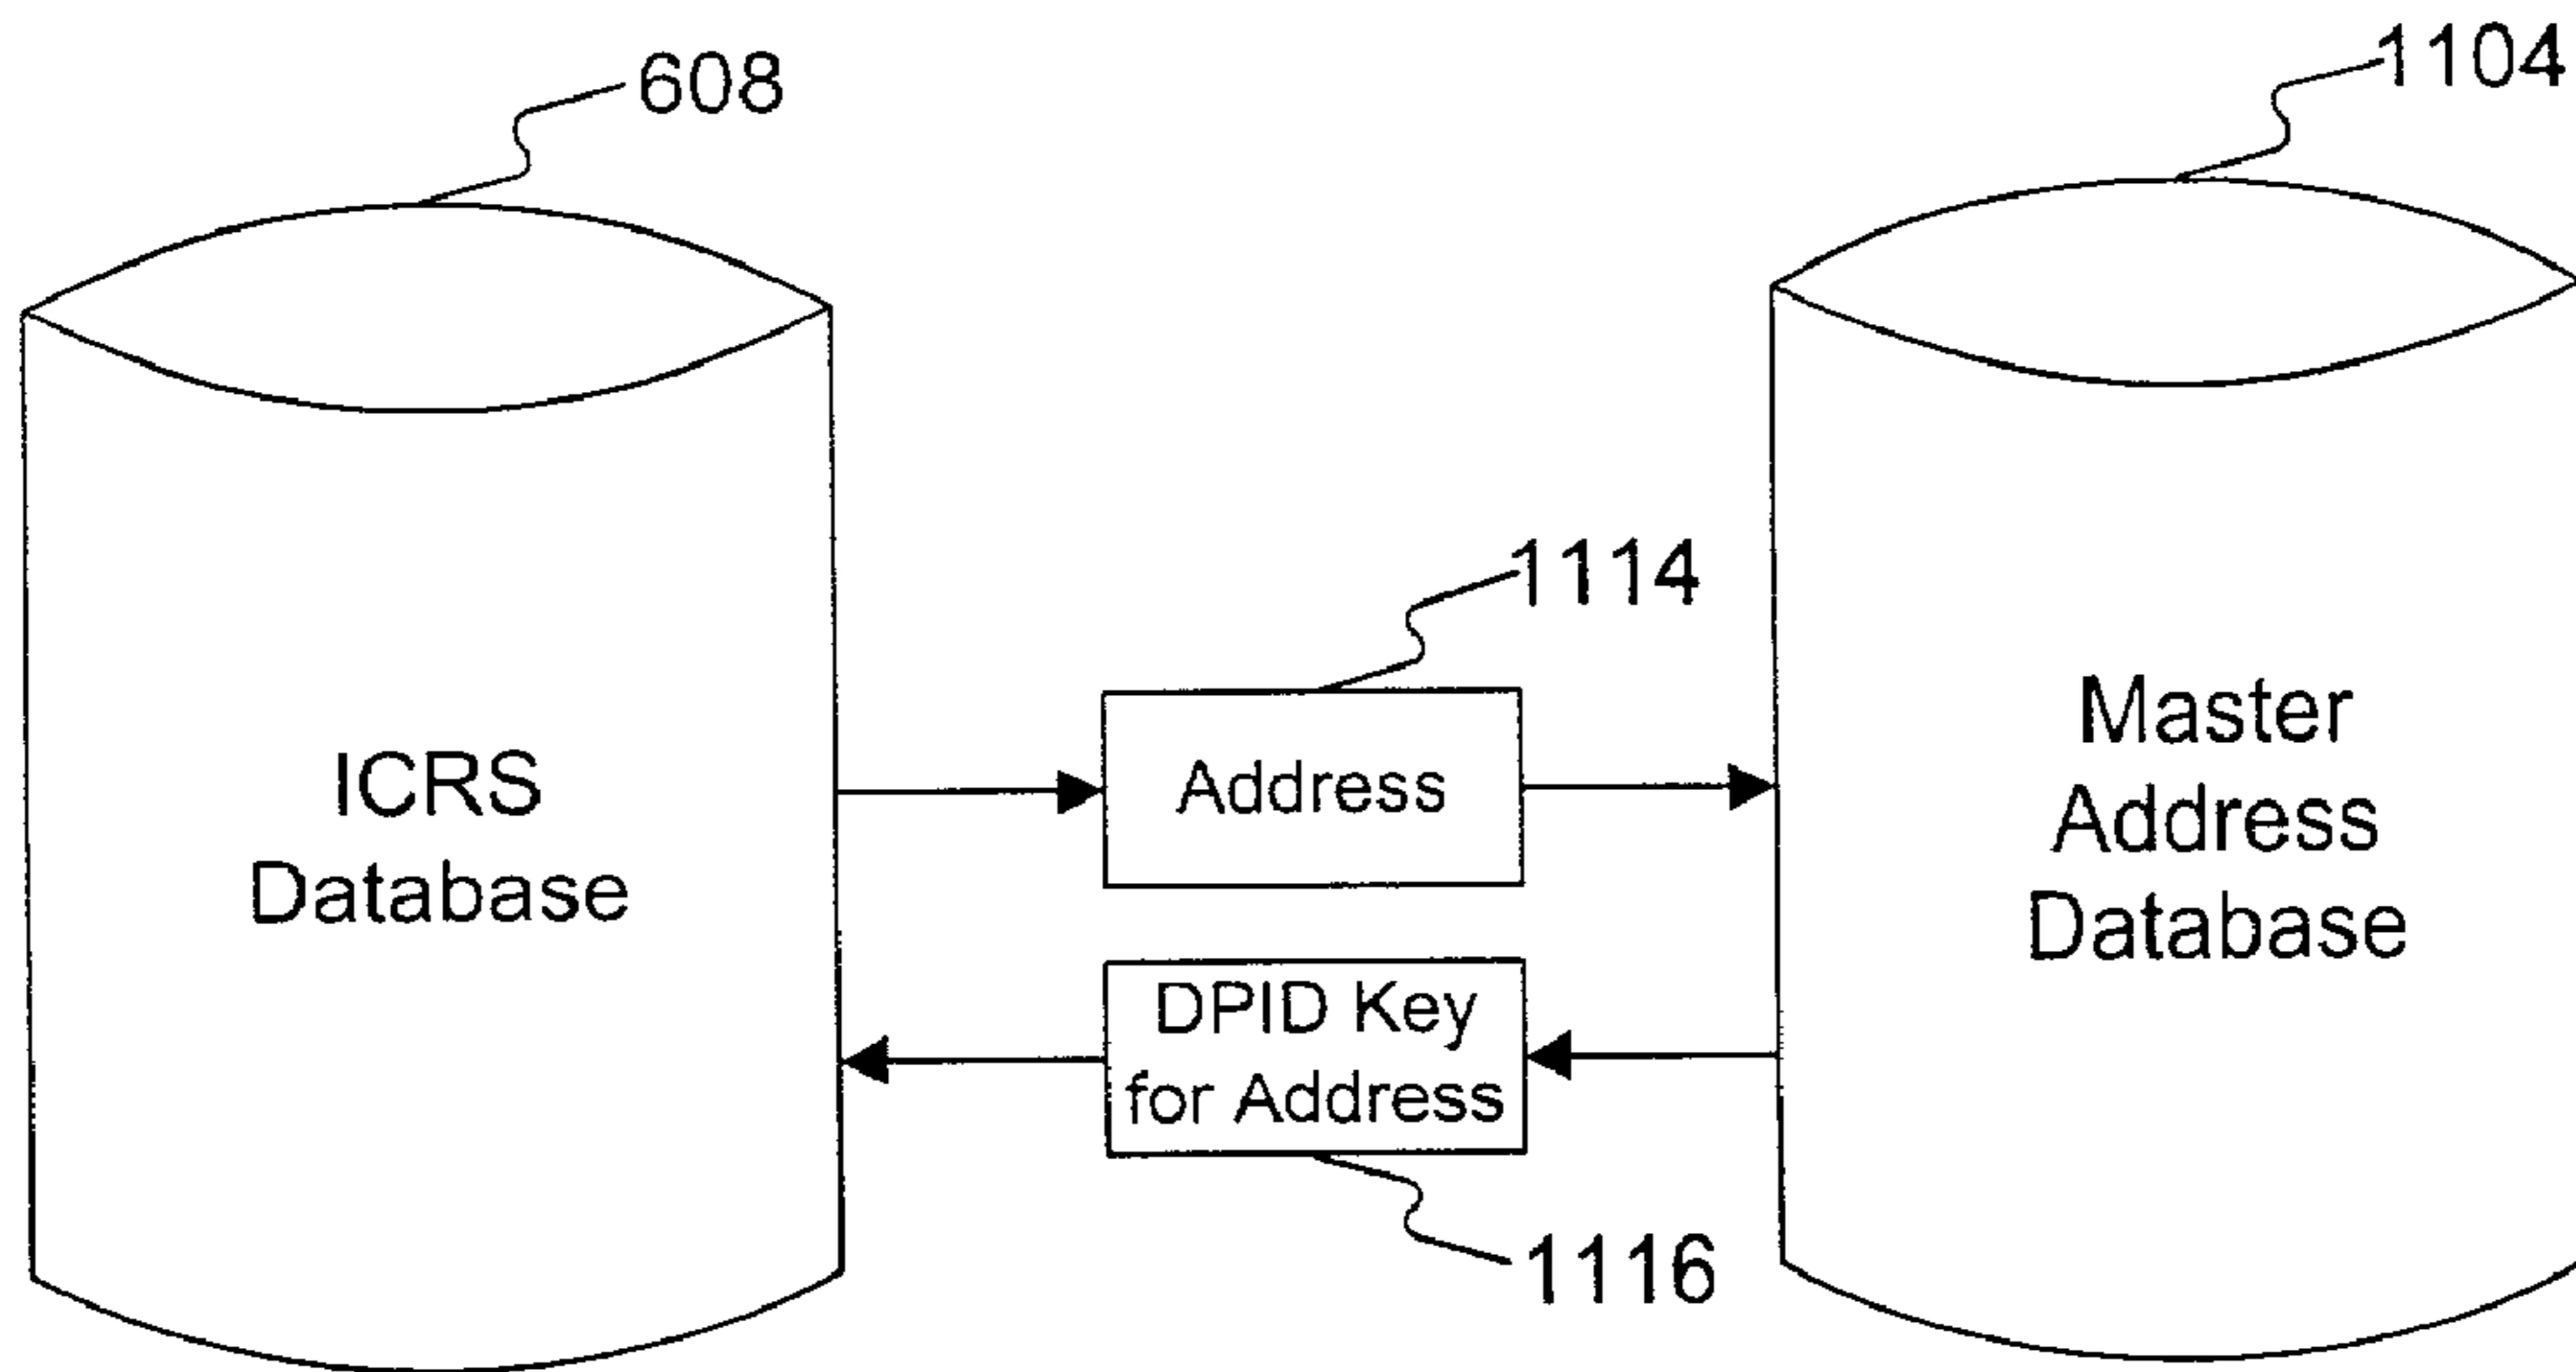 608
1104
1114
ICRS
Database
Address
Master
Address
Database
DPID Key
for Address
1116